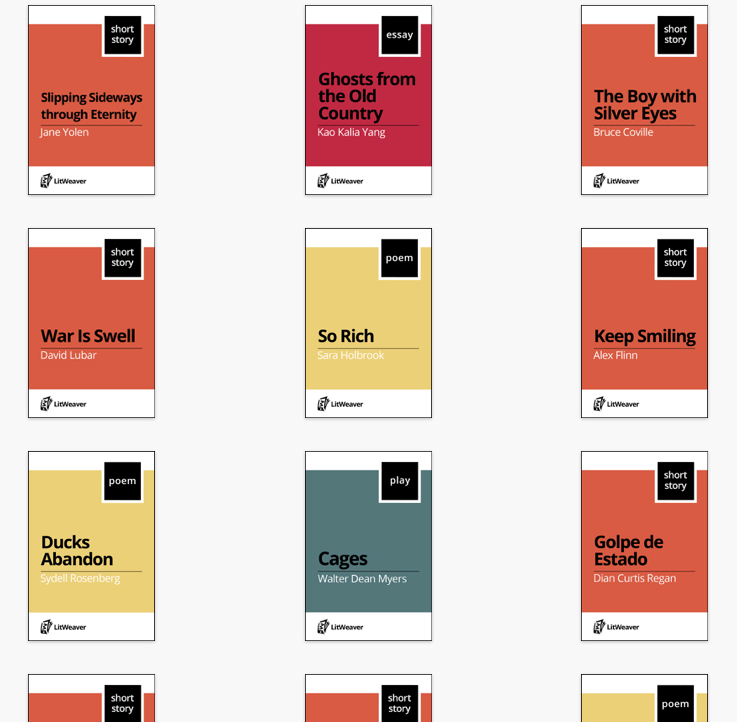 short
story
Slipping Sideways
through Eternity
Jane Yolen
LitWeaver
essay
Ghosts from
the Old
Country
Kao Kalia Yang
LitWeaver
short
story
The Boy with
Silver Eyes
Bruce Coville
LitWeaver
short
story
War Is Swell
David Lubar
LitWeaver
poem
So Rich
Sara Holbrook
LitWeaver
short
story
Keep Smiling
Alex Flinn
LitWeaver
poem
Ducks
Abandon
Sydell Rosenberg
LitWeaver
play
Cages
Walter Dean Myers
LitWeaver
short
story
Golpe de
Estado
Dian Curtis Regan
LitWeaver
short
story
short
story
poem